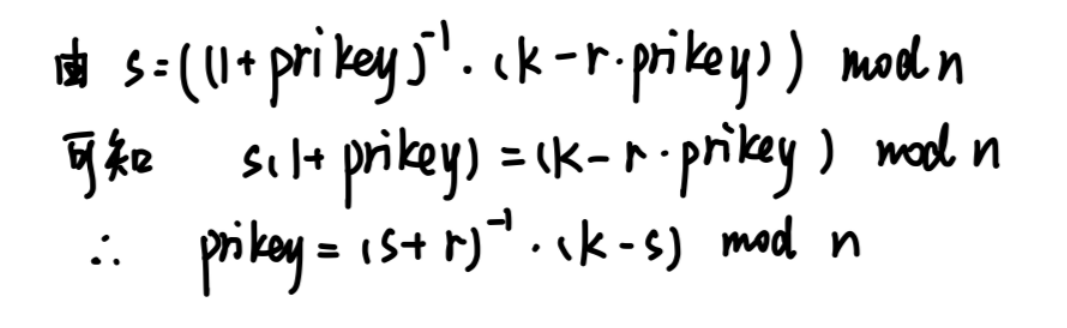 由 s=((1+prikey)⁻¹·(k-r·prikey)) mod n
可知 s(1+prikey)=(k-r·prikey) mod n
∴ prikey=(s+r)⁻¹·(k-s) mod n